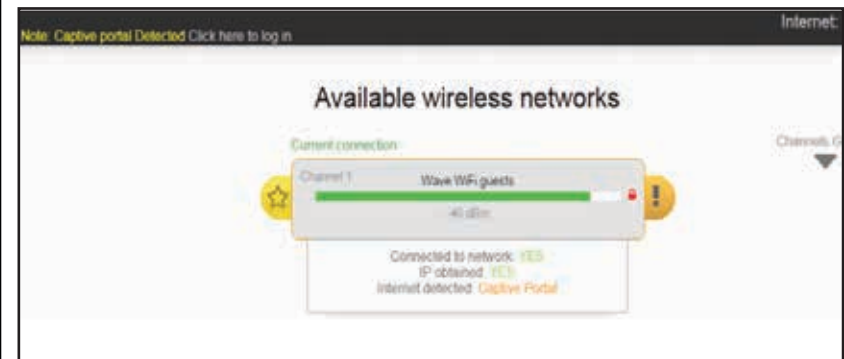 Internet:
Note: Captive portal Detected Click here to log in
Available wireless networks
Current connection
Channels G
Channel 1
Wave WiFi guests
-40 dBm
Connected to network: YES
IP obtained: YES
Internet detected: Captive Portal